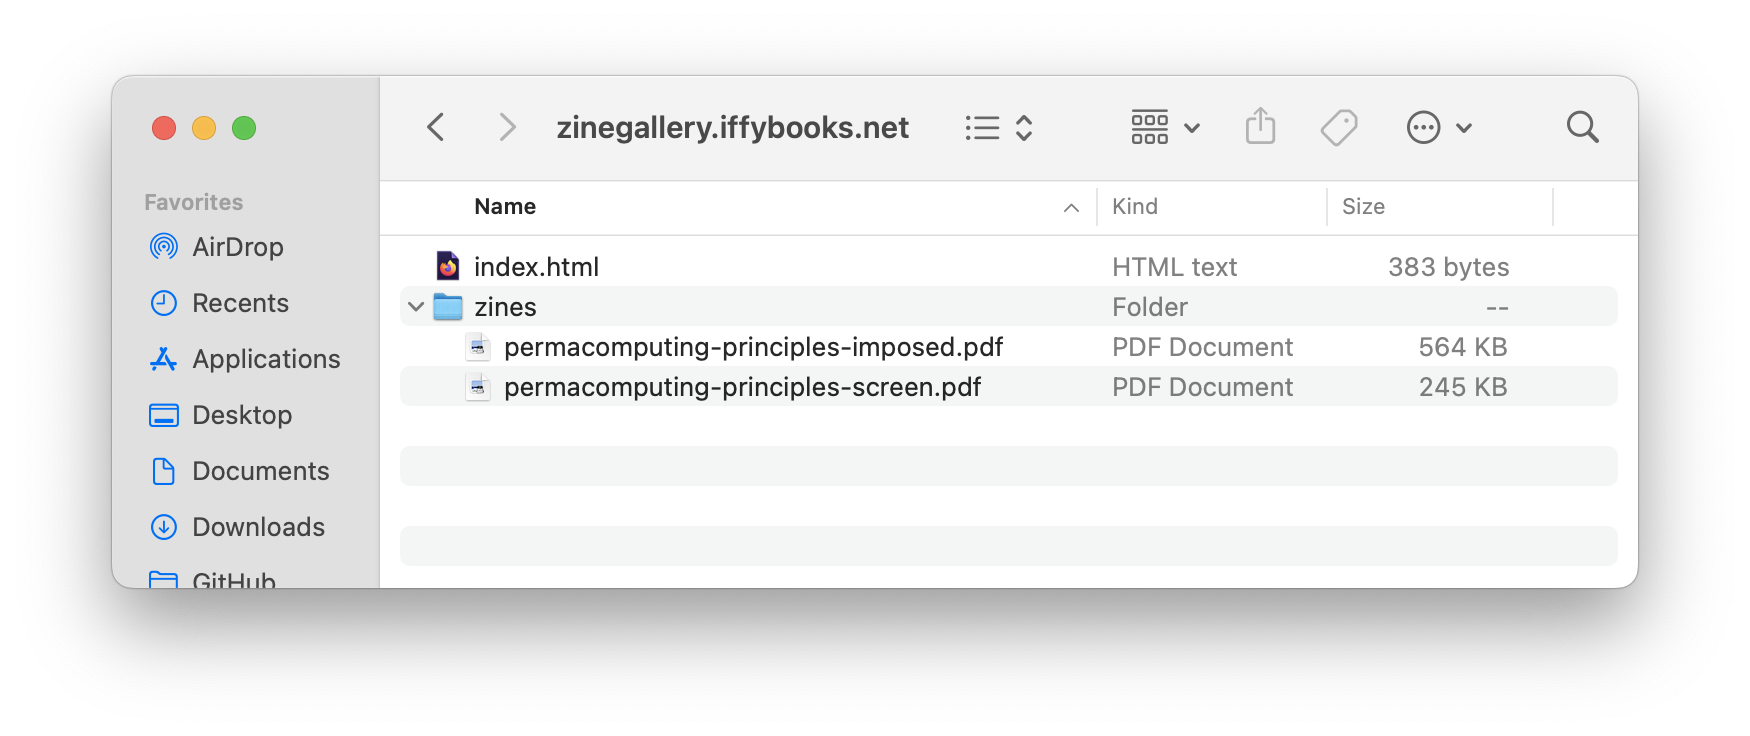 zinegallery.iffybooks.net
Favorites
AirDrop
Recents
Applications
Desktop
Documents
Downloads
GitHub
Name Kind Size
index.html HTML text 383 bytes
zines Folder --
permacomputing-principles-imposed.pdf PDF Document 564 KB
permacomputing-principles-screen.pdf PDF Document 245 KB